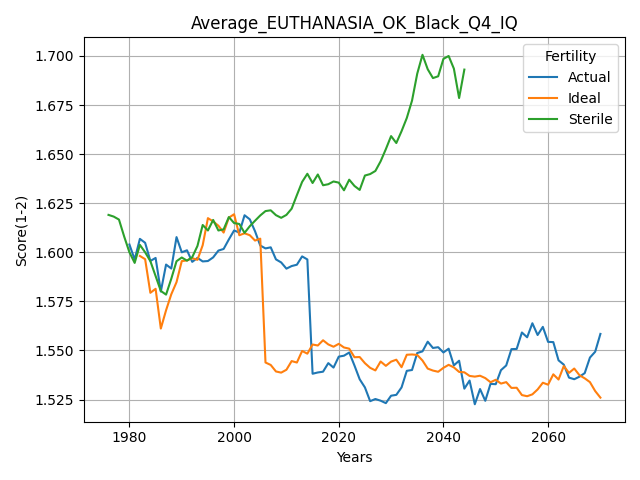 Average_EUTHANASIA_OK_Black_Q4_IQ
Score(1-2)
1.700
1.675
1.650
1.625
1.600
1.575
1.550
1.525
Fertility
Actual
Ideal
Sterile
1980
2000
2020
2040
2060
Years